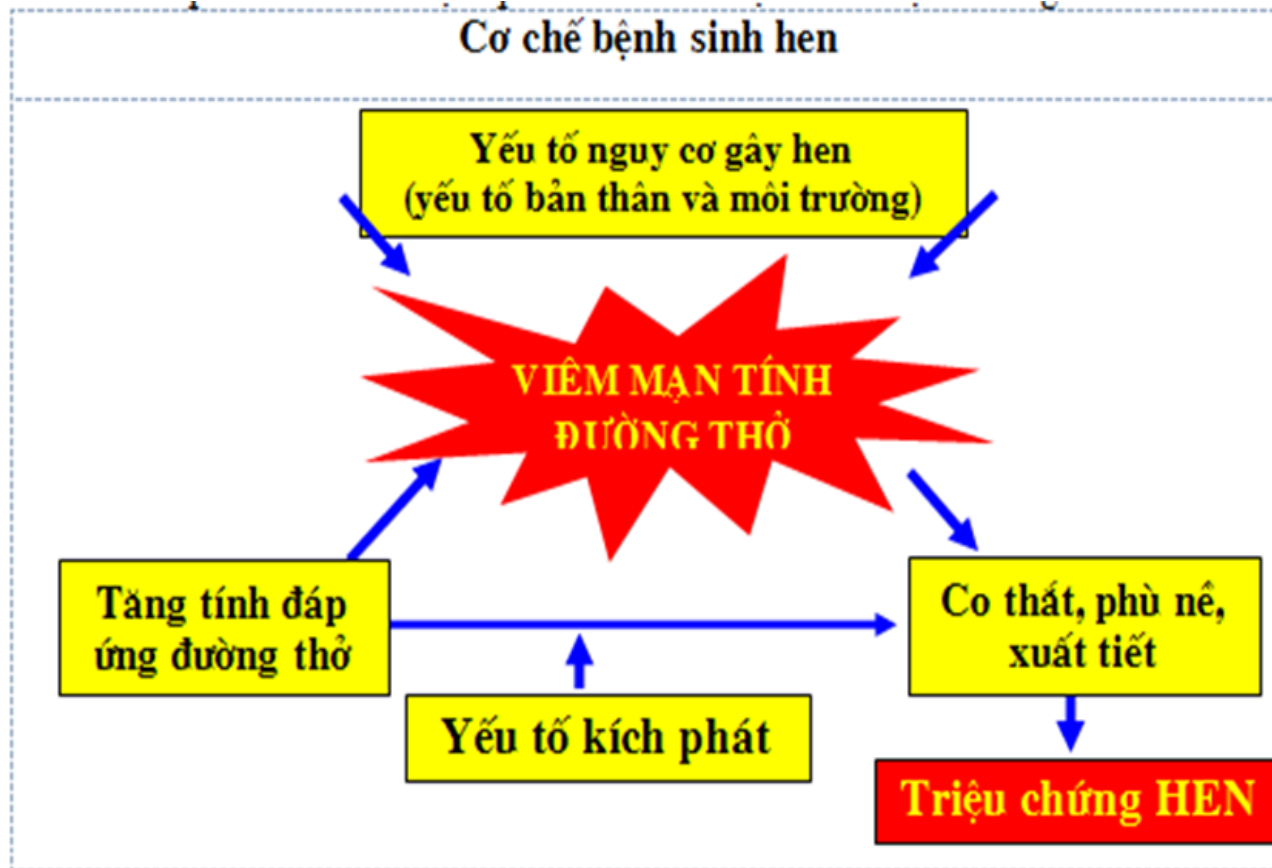 Cơ chế bệnh sinh hen
Yếu tố nguy cơ gây hen
(yếu tố bản thân và môi trường)
VIÊM MẠN TÍNH
ĐƯỜNG THỞ
Tăng tính đáp
ứng đường thở
Co thắt, phù nề,
xuất tiết
Yếu tố kích phát
Triệu chứng HEN